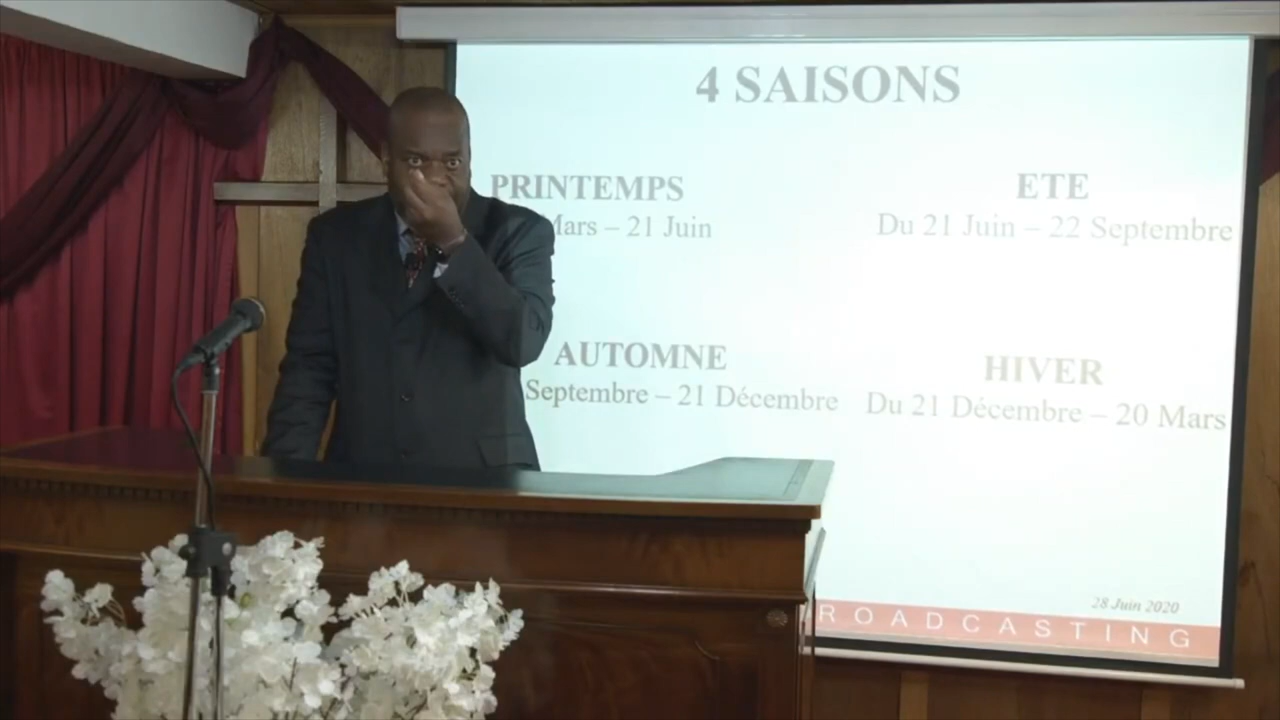 4 SAISONS
PRINTEMPS
Mars – 21 Juin
ETE
Du 21 Juin – 22 Septembre
AUTOMNE
Septembre – 21 Décembre
HIVER
Du 21 Décembre – 20 Mars
28 Juin 2020
ROADCASTING